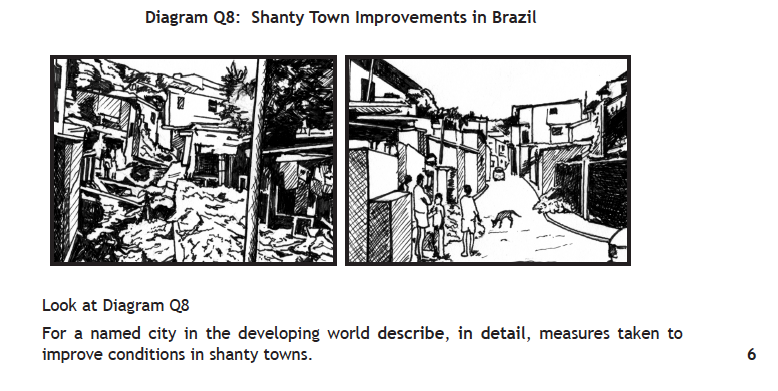 Diagram Q8: Shanty Town Improvements in Brazil
Look at Diagram Q8
For a named city in the developing world describe, in detail, measures taken to
improve conditions in shanty towns. 6